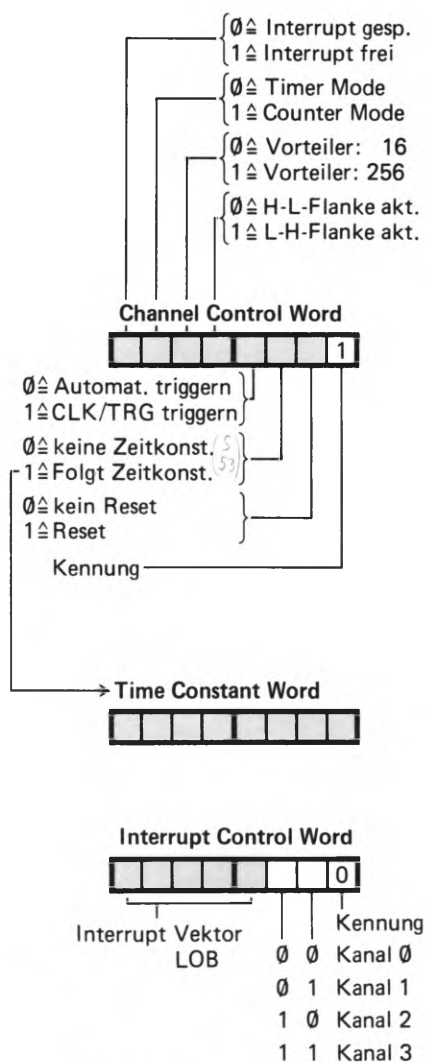 Ø≙ Interrupt gesp.
1≙ Interrupt frei
Ø≙ Timer Mode
1≙ Counter Mode
Ø≙ Vorteiler: 16
1≙ Vorteiler: 256
Ø≙ H-L-Flanke akt.
1≙ L-H-Flanke akt.
Channel Control Word
1
Ø≙ Automat. triggern
1≙CLK/TRG triggern
Ø≙ keine Zeitkonst.
1≙Folgt Zeitkonst.
(S 53)
Ø≙ kein Reset
1≙Reset
Kennung
Time Constant Word
Interrupt Control Word
0
Interrupt Vektor
LOB
Kennung
Ø Ø Kanal Ø
Ø 1 Kanal 1
1 Ø Kanal 2
1 1 Kanal 3